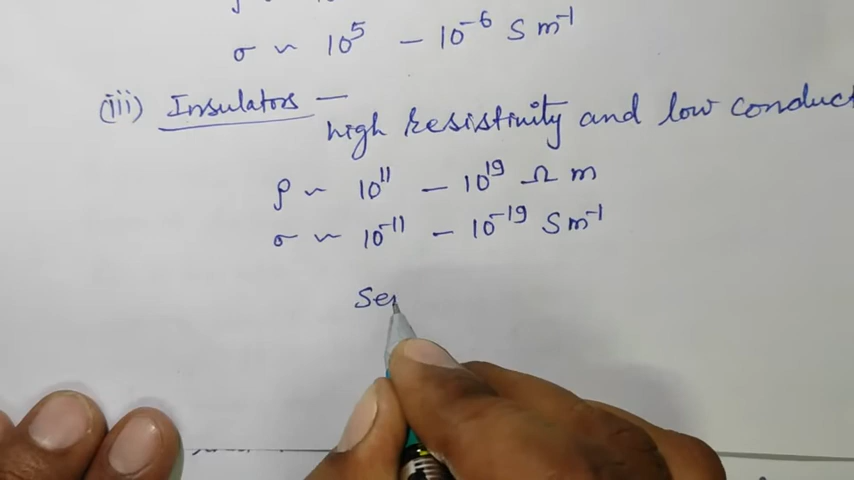 σ ~ 10⁵ – 10⁻⁶ S m⁻¹
(iii) Insulators –
high resistivity and low conduct
ρ ~ 10¹¹ – 10¹⁹ Ω m
σ ~ 10⁻¹¹ – 10⁻¹⁹ S m⁻¹
Se